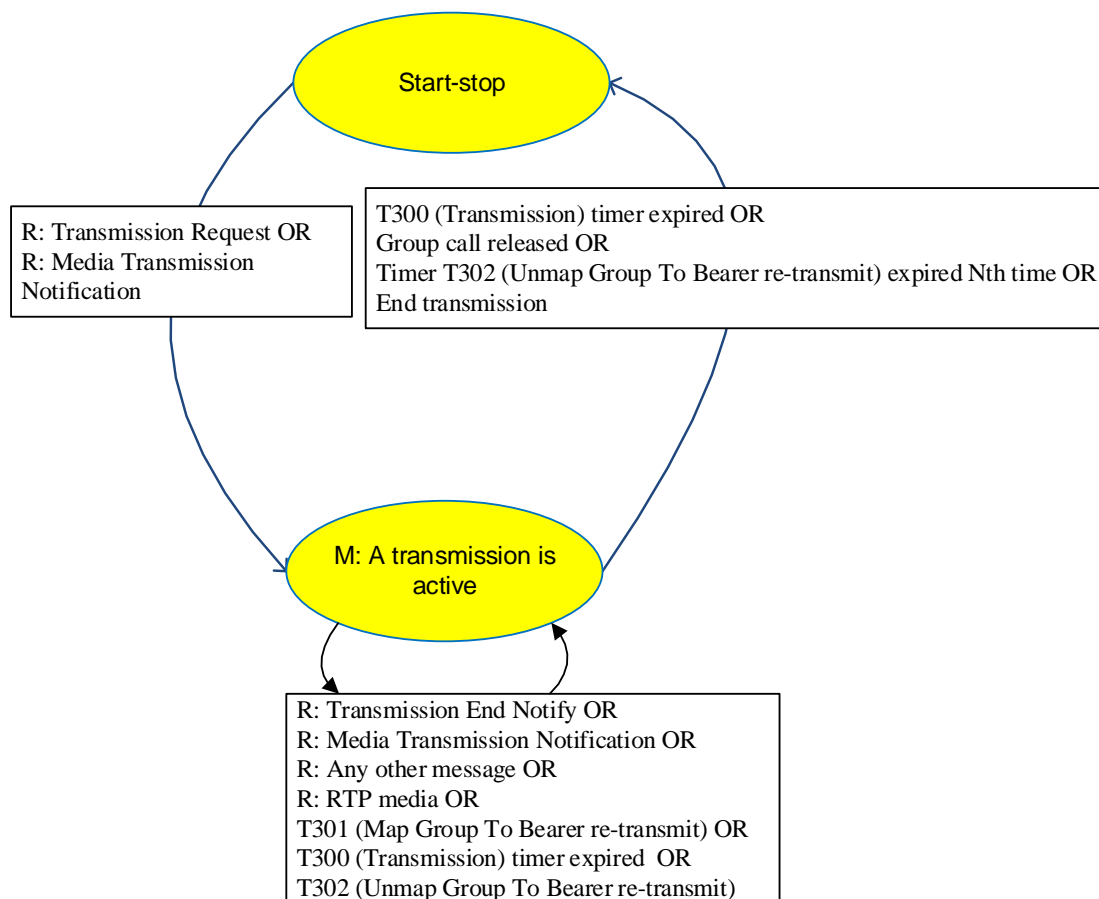 Start-stop
R: Transmission Request OR
R: Media Transmission
Notification
T300 (Transmission) timer expired OR
Group call released OR
Timer T302 (Unmap Group To Bearer re-transmit) expired Nth time OR
End transmission
M: A transmission is
active
R: Transmission End Notify OR
R: Media Transmission Notification OR
R: Any other message OR
R: RTP media OR
T301 (Map Group To Bearer re-transmit) OR
T300 (Transmission) timer expired  OR
T302 (Unmap Group To Bearer re-transmit)